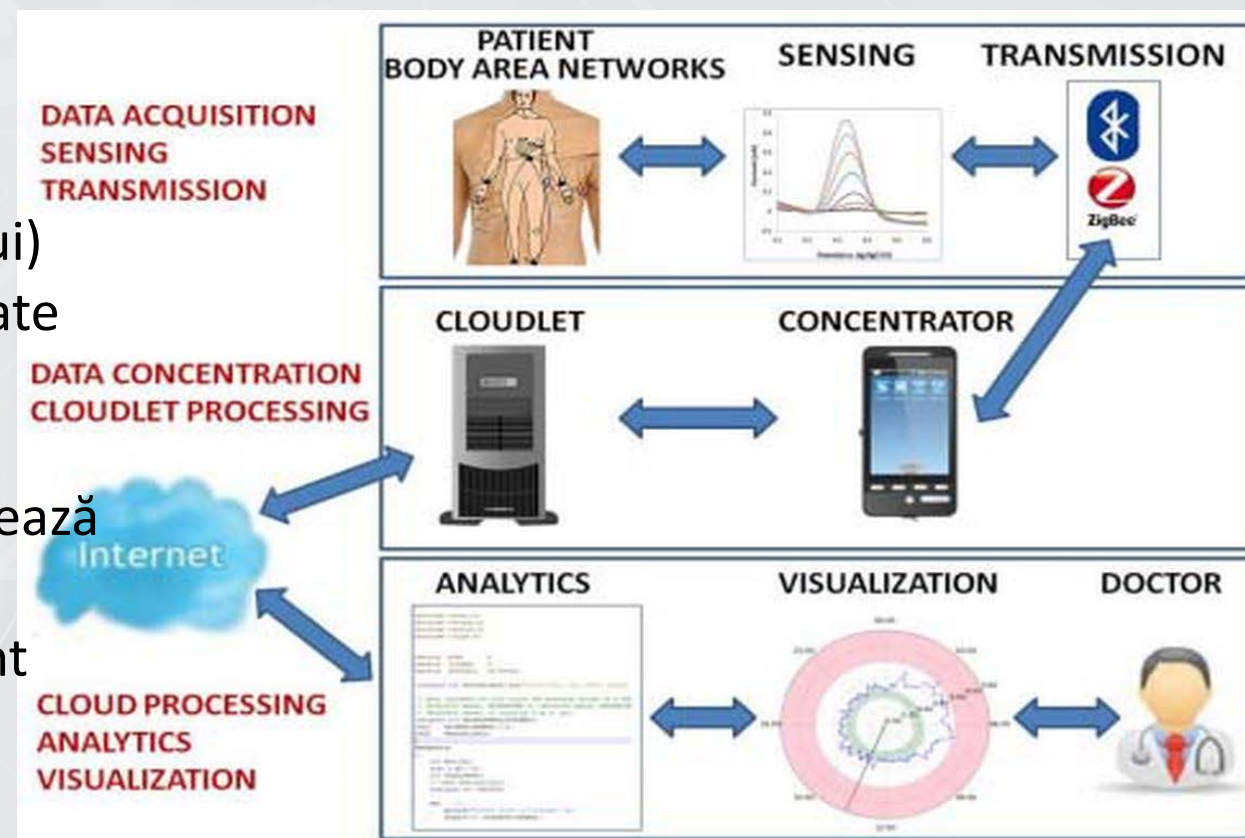 PATIENT
BODY AREA NETWORKS
SENSING
TRANSMISSION
DATA ACQUISITION
SENSING
TRANSMISSION
ZigBee
ui)
ate
CLOUDLET
CONCENTRATOR
DATA CONCENTRATION
CLOUDLET PROCESSING
ează
Internet
nt
ANALYTICS
VISUALIZATION
DOCTOR
CLOUD PROCESSING
ANALYTICS
VISUALIZATION